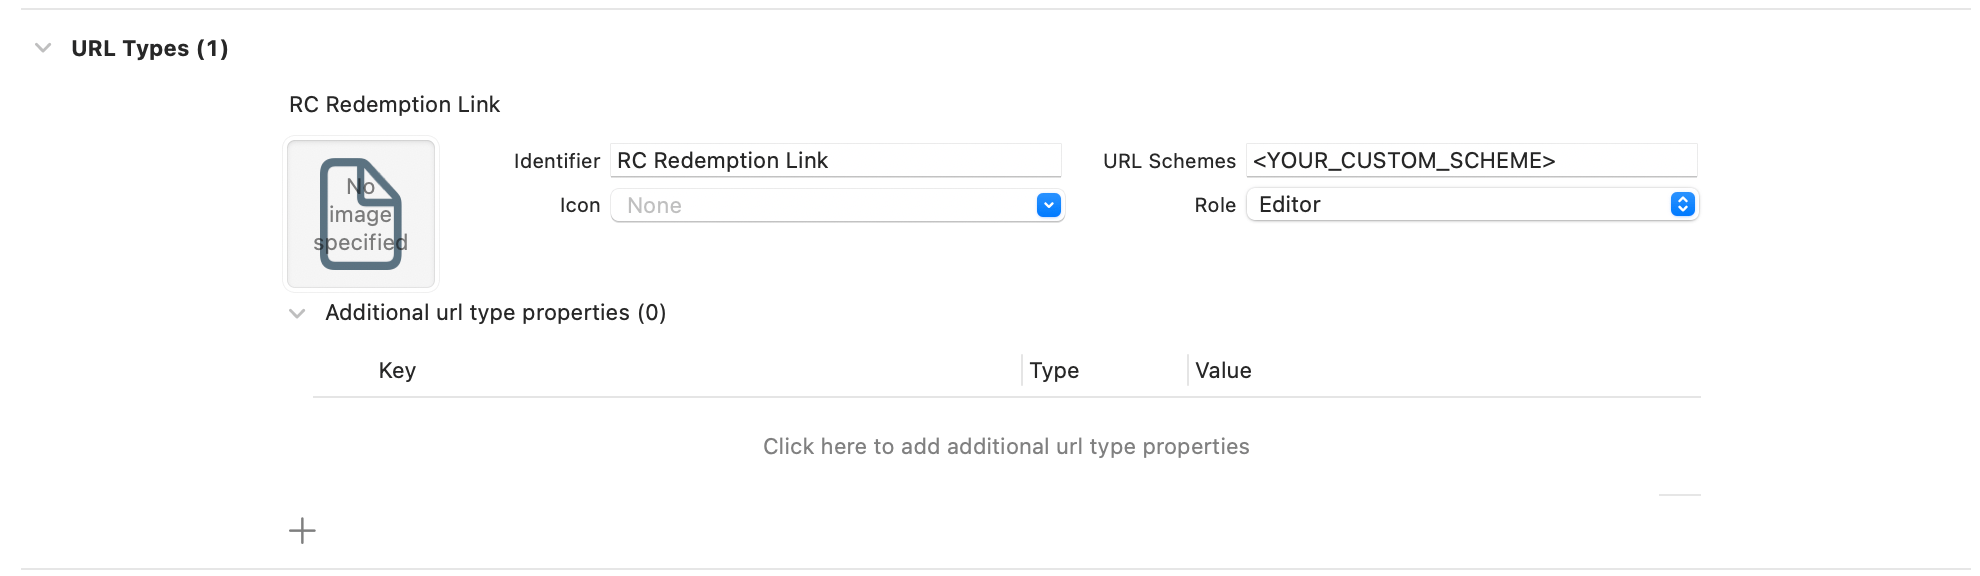 URL Types (1)
RC Redemption Link
No
image
specified
Identifier RC Redemption Link URL Schemes <YOUR_CUSTOM_SCHEME>
Icon None Role Editor
Additional url type properties (0)
Key Type Value
Click here to add additional url type properties